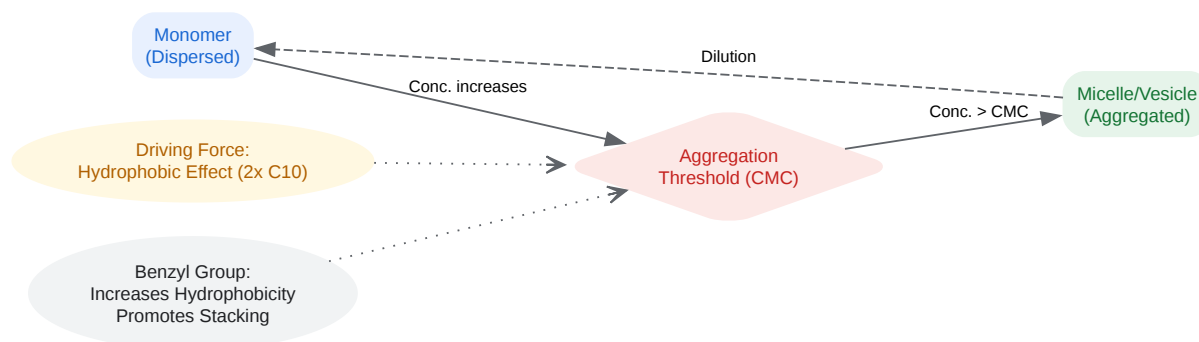 Monomer
(Dispersed)
Dilution
Conc. increases
Conc. > CMC
Micelle/Vesicle
(Aggregated)
Driving Force:
Hydrophobic Effect (2x C10)
Aggregation
Threshold (CMC)
Benzyl Group:
Increases Hydrophobicity
Promotes Stacking